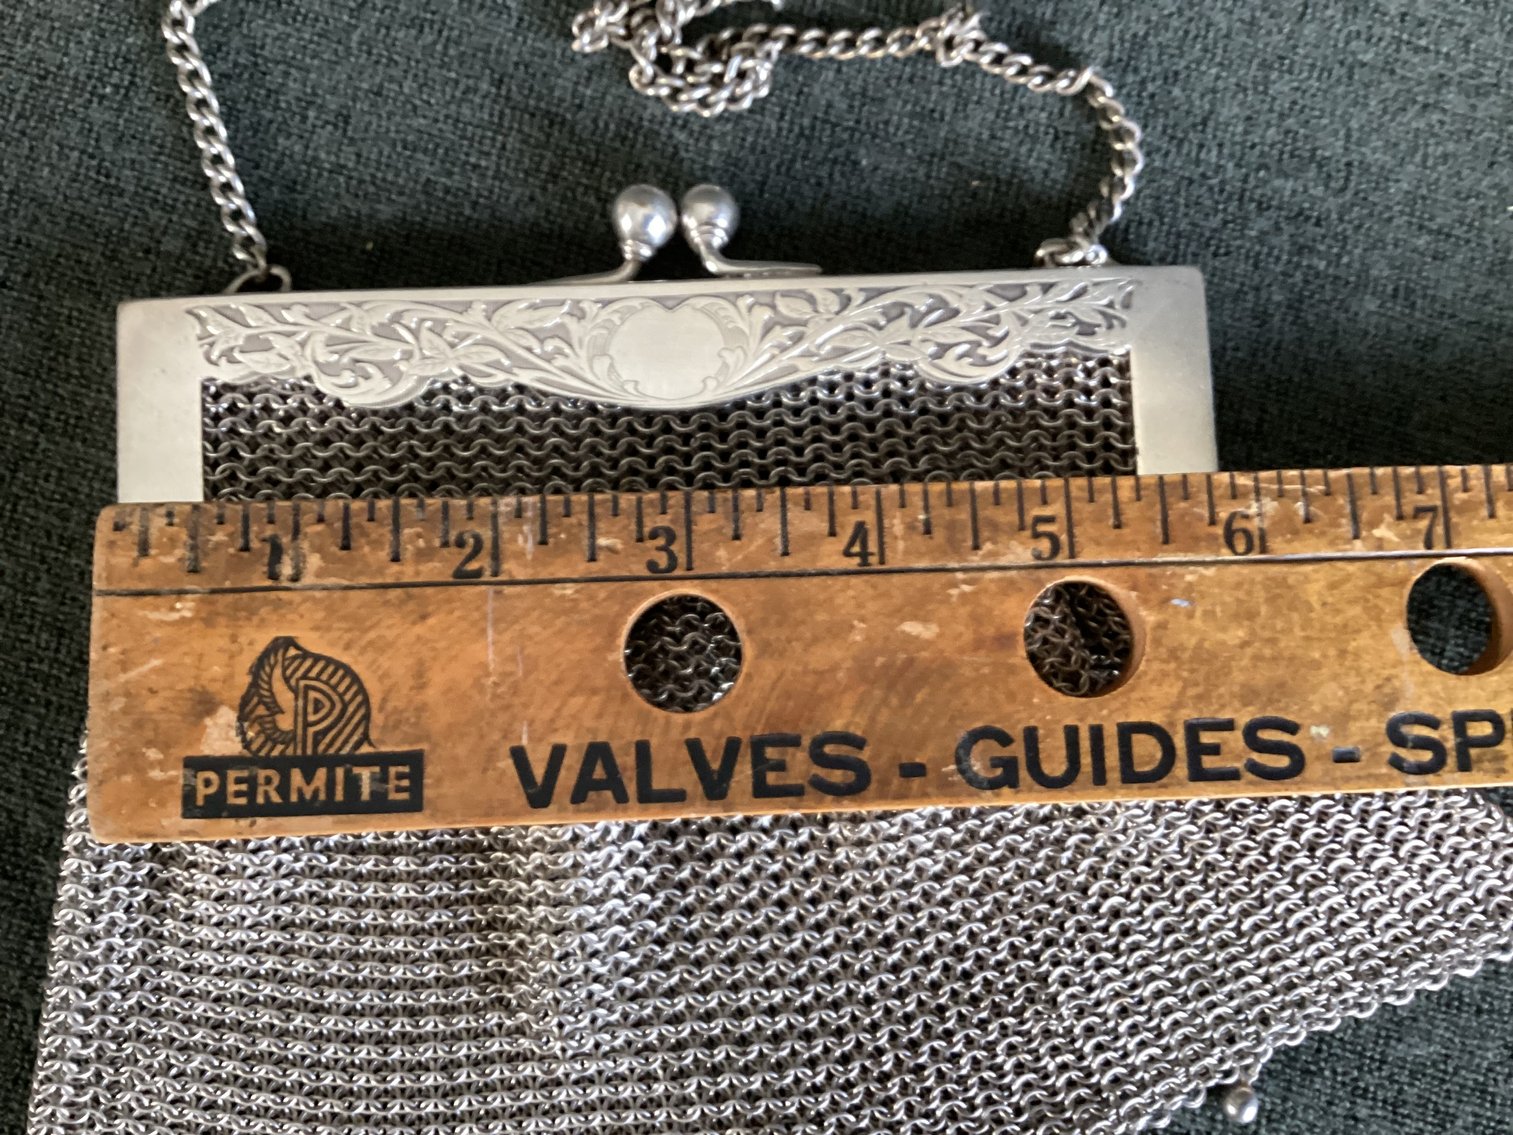 1 2 3 4 5 6 7
P
PERMITE
VALVES - GUIDES - SP